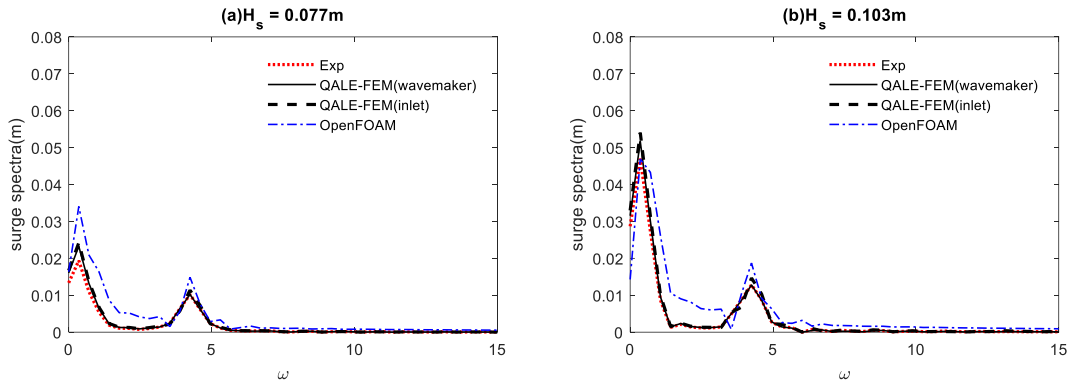 (a)Hs = 0.077m
0.08
0.07
0.06
0.05
0.04
0.03
0.02
0.01
0
surge spectra(m)
Exp
QALE-FEM(wavemaker)
QALE-FEM(inlet)
OpenFOAM
0 5 10 15
ω
(b)Hs = 0.103m
0.08
0.07
0.06
0.05
0.04
0.03
0.02
0.01
0
surge spectra(m)
Exp
QALE-FEM(wavemaker)
QALE-FEM(inlet)
OpenFOAM
0 5 10 15
ω